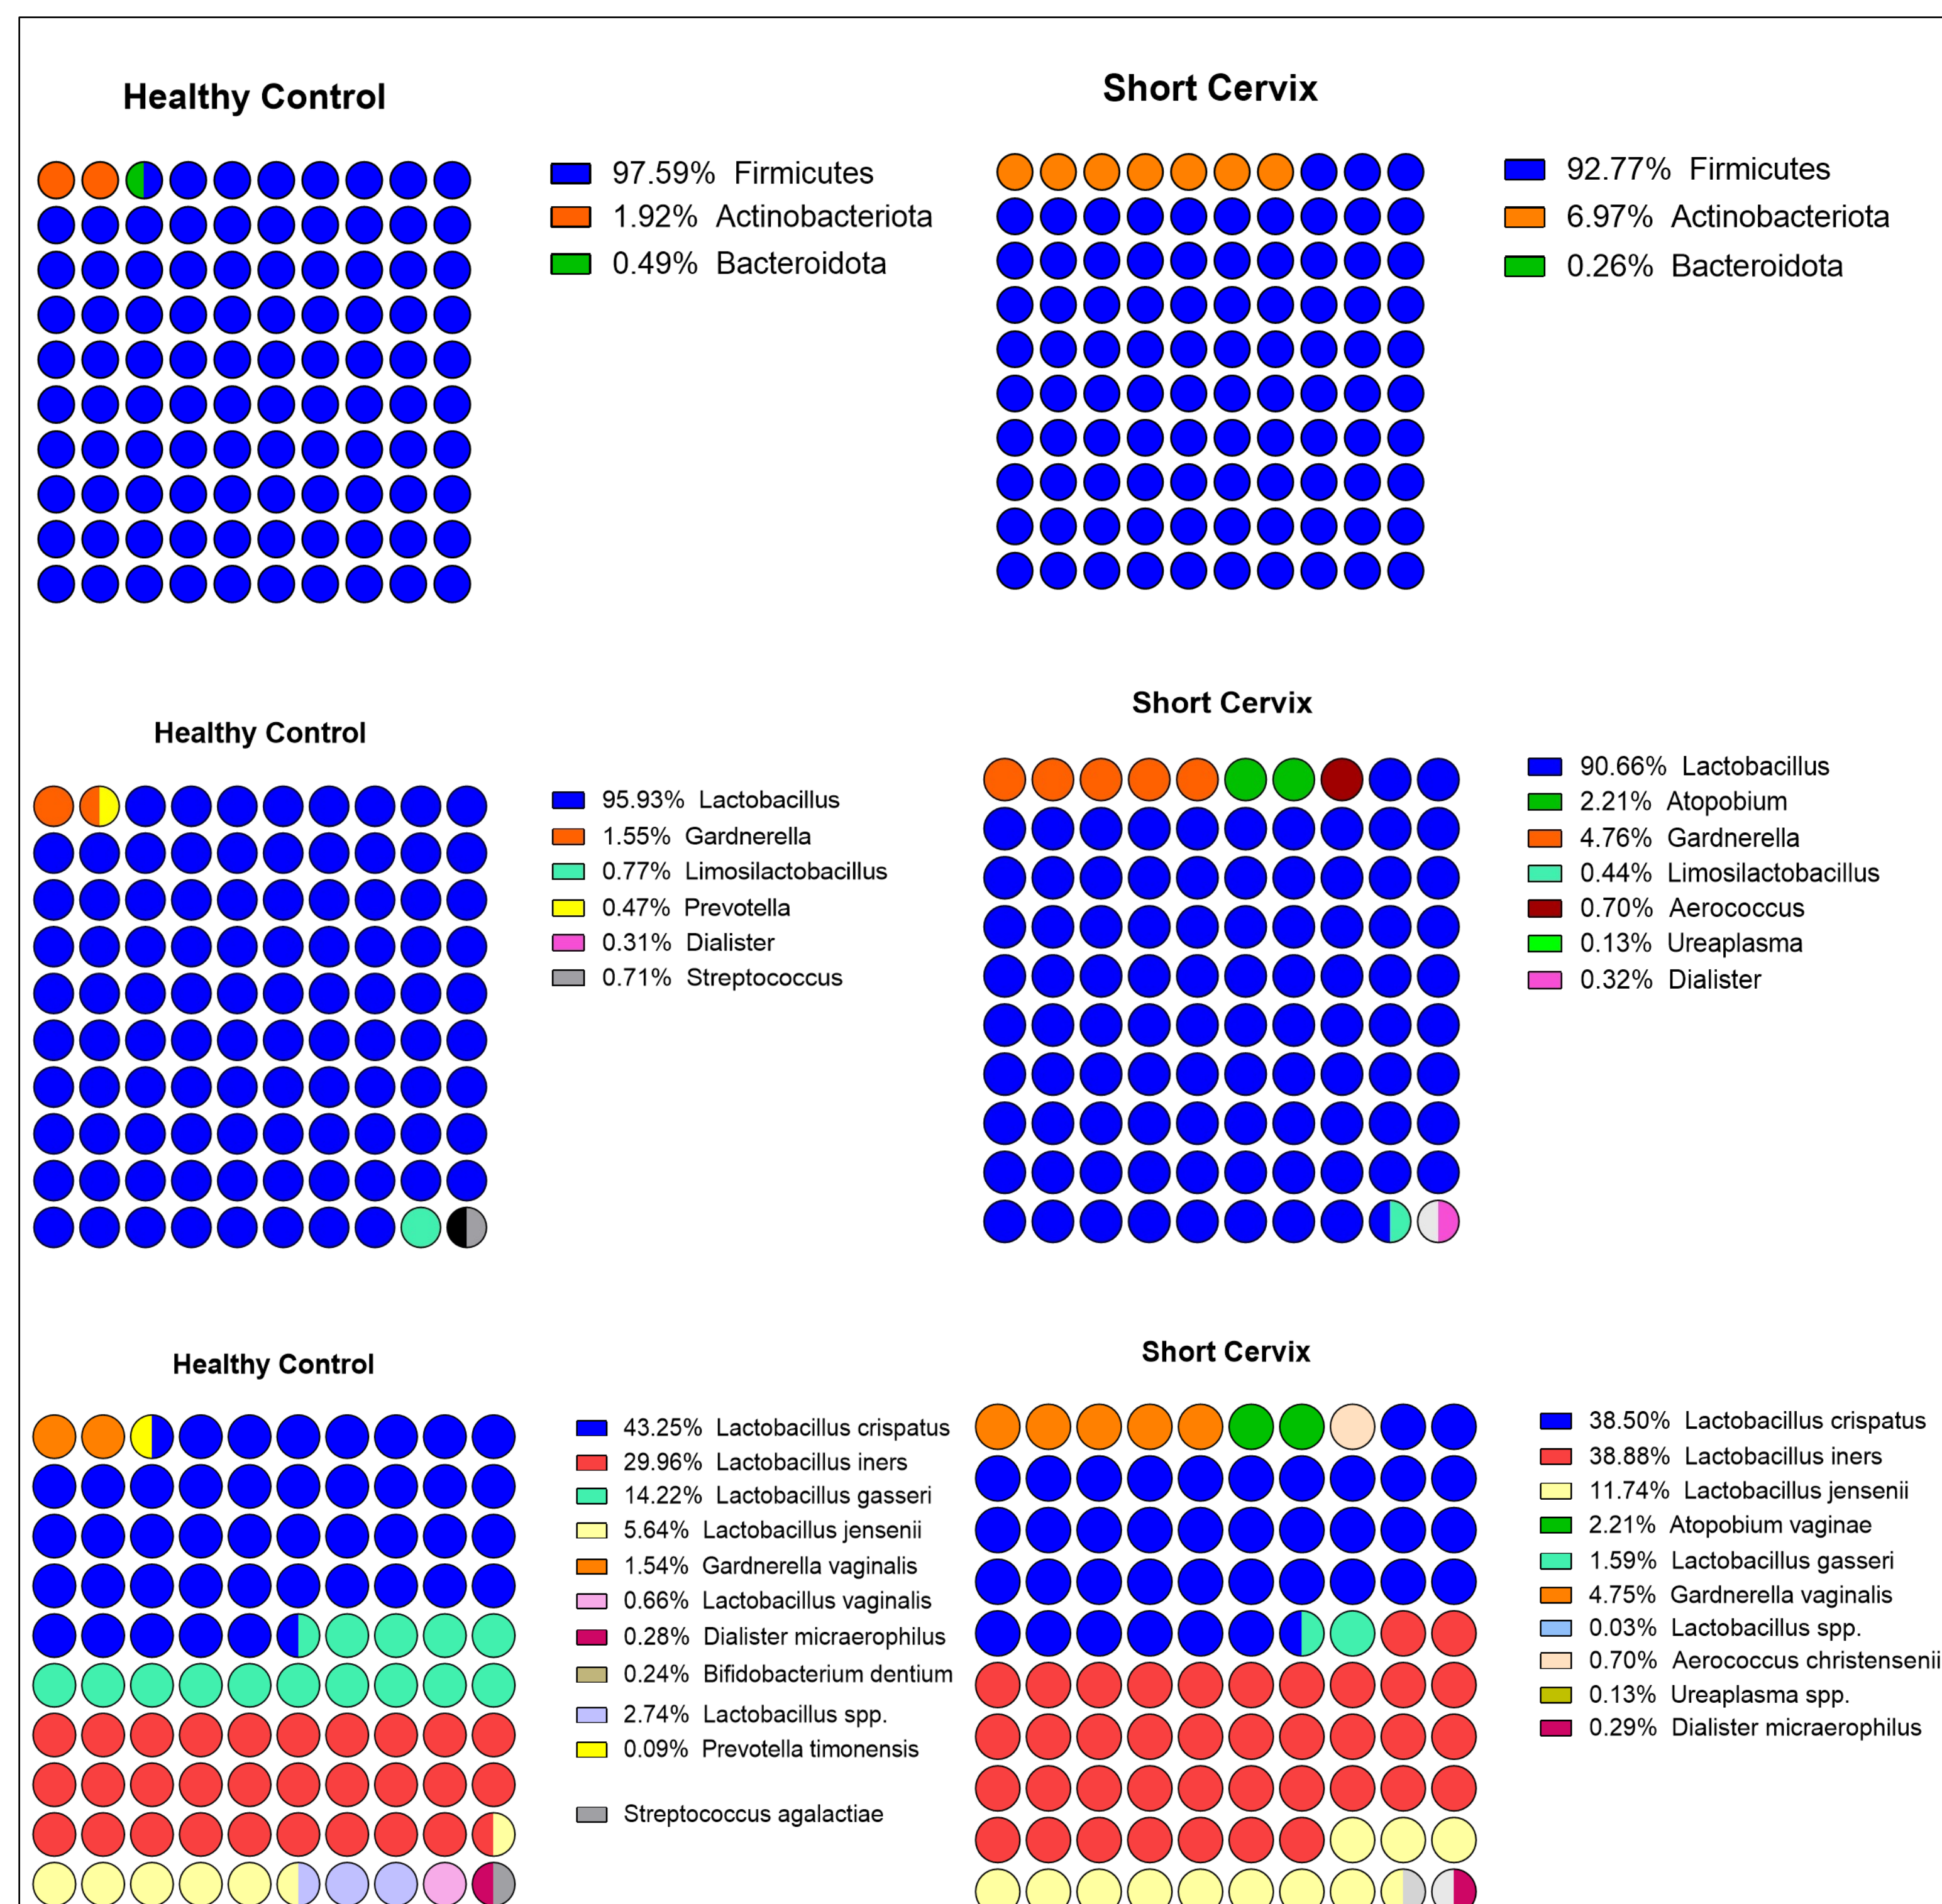 Healthy Control
97.59% Firmicutes
1.92% Actinobacteriota
0.49% Bacteroidota
Short Cervix
92.77% Firmicutes
6.97% Actinobacteriota
0.26% Bacteroidota
Healthy Control
95.93% Lactobacillus
1.55% Gardnerella
0.77% Limosilactobacillus
0.47% Prevotella
0.31% Dialister
0.71% Streptococcus
Short Cervix
90.66% Lactobacillus
2.21% Atopobium
4.76% Gardnerella
0.44% Limosilactobacillus
0.70% Aerococcus
0.13% Ureaplasma
0.32% Dialister
Healthy Control
43.25% Lactobacillus crispatus
29.96% Lactobacillus iners
14.22% Lactobacillus gasseri
5.64% Lactobacillus jensenii
1.54% Gardnerella vaginalis
0.66% Lactobacillus vaginalis
0.28% Dialister micraerophilus
0.24% Bifidobacterium dentium
2.74% Lactobacillus spp.
0.09% Prevotella timonensis
Streptococcus agalactiae
Short Cervix
38.50% Lactobacillus crispatus
38.88% Lactobacillus iners
11.74% Lactobacillus jensenii
2.21% Atopobium vaginae
1.59% Lactobacillus gasseri
4.75% Gardnerella vaginalis
0.03% Lactobacillus spp.
0.70% Aerococcus christensenii
0.13% Ureaplasma spp.
0.29% Dialister micraerophilus